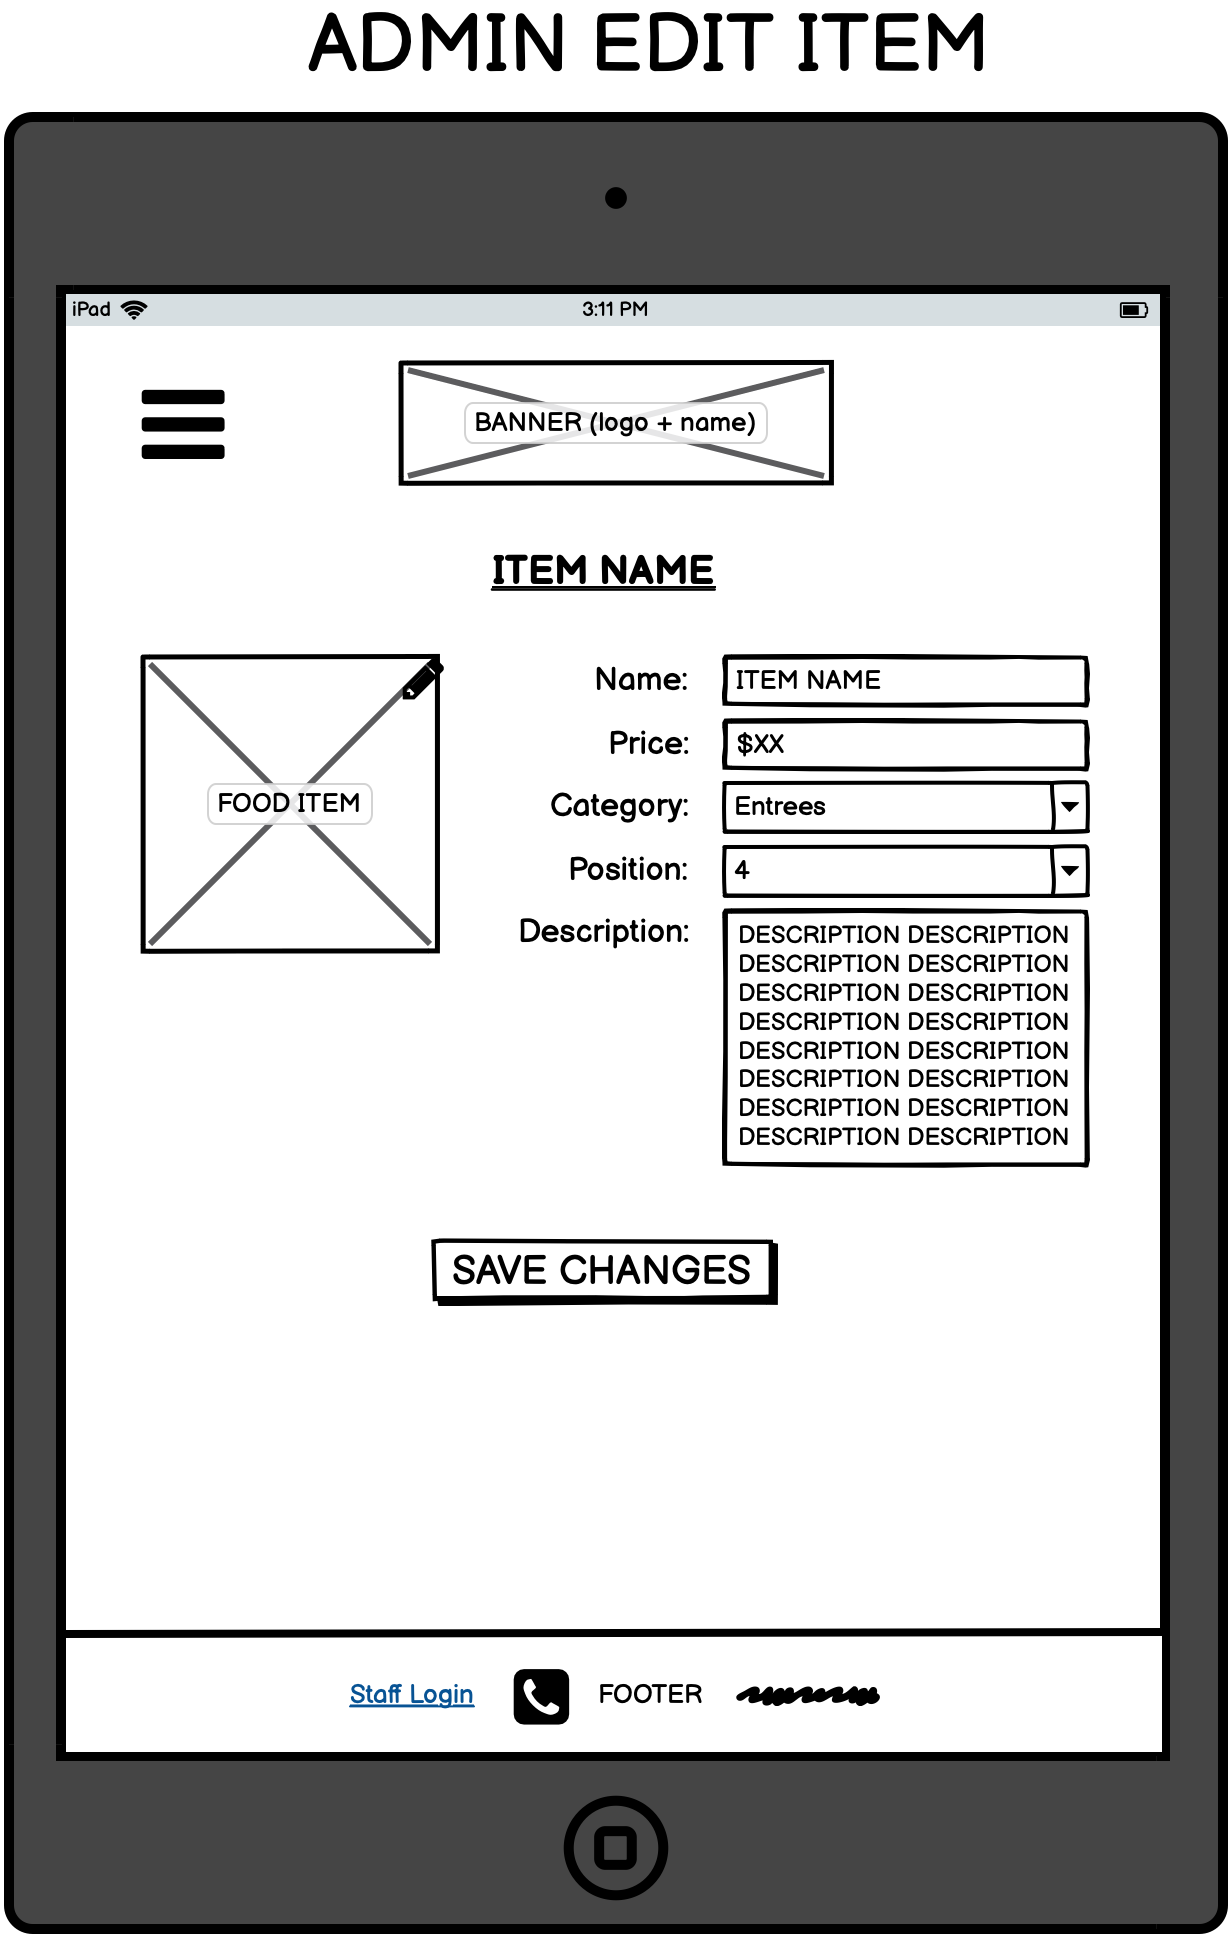 ADMIN EDIT ITEM
iPad 3:11 PM
BANNER (logo + name)
ITEM NAME
FOOD ITEM
Name: ITEM NAME
Price: $XX
Category: Entrees
Position: 4
Description: DESCRIPTION DESCRIPTION
DESCRIPTION DESCRIPTION
DESCRIPTION DESCRIPTION
DESCRIPTION DESCRIPTION
DESCRIPTION DESCRIPTION
DESCRIPTION DESCRIPTION
DESCRIPTION DESCRIPTION
DESCRIPTION DESCRIPTION
SAVE CHANGES
Staff Login FOOTER